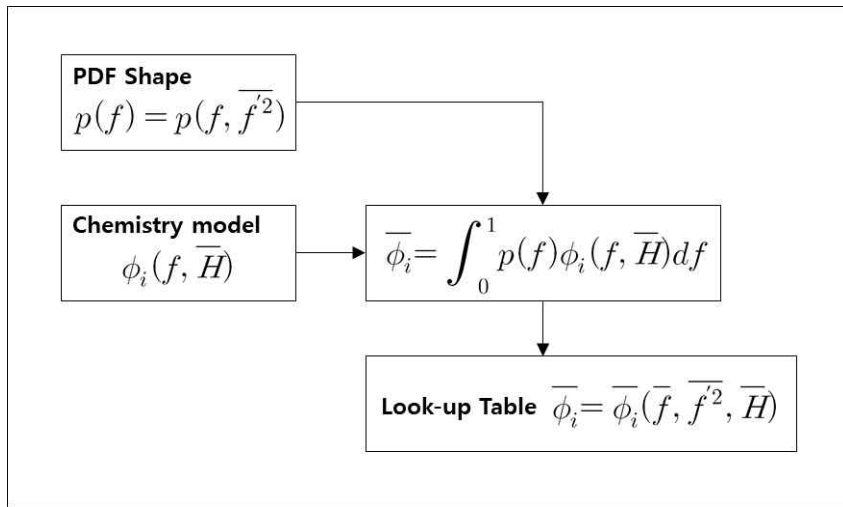 PDF Shape
p(f) = p(f, \overline{f'^2})
Chemistry model
\phi_i(f, \overline{H})
\overline{\phi_i} = \int_0^1 p(f)\phi_i(f, \overline{H})df
Look-up Table \overline{\phi_i} = \overline{\phi_i}(\overline{f}, \overline{f'^2}, \overline{H})